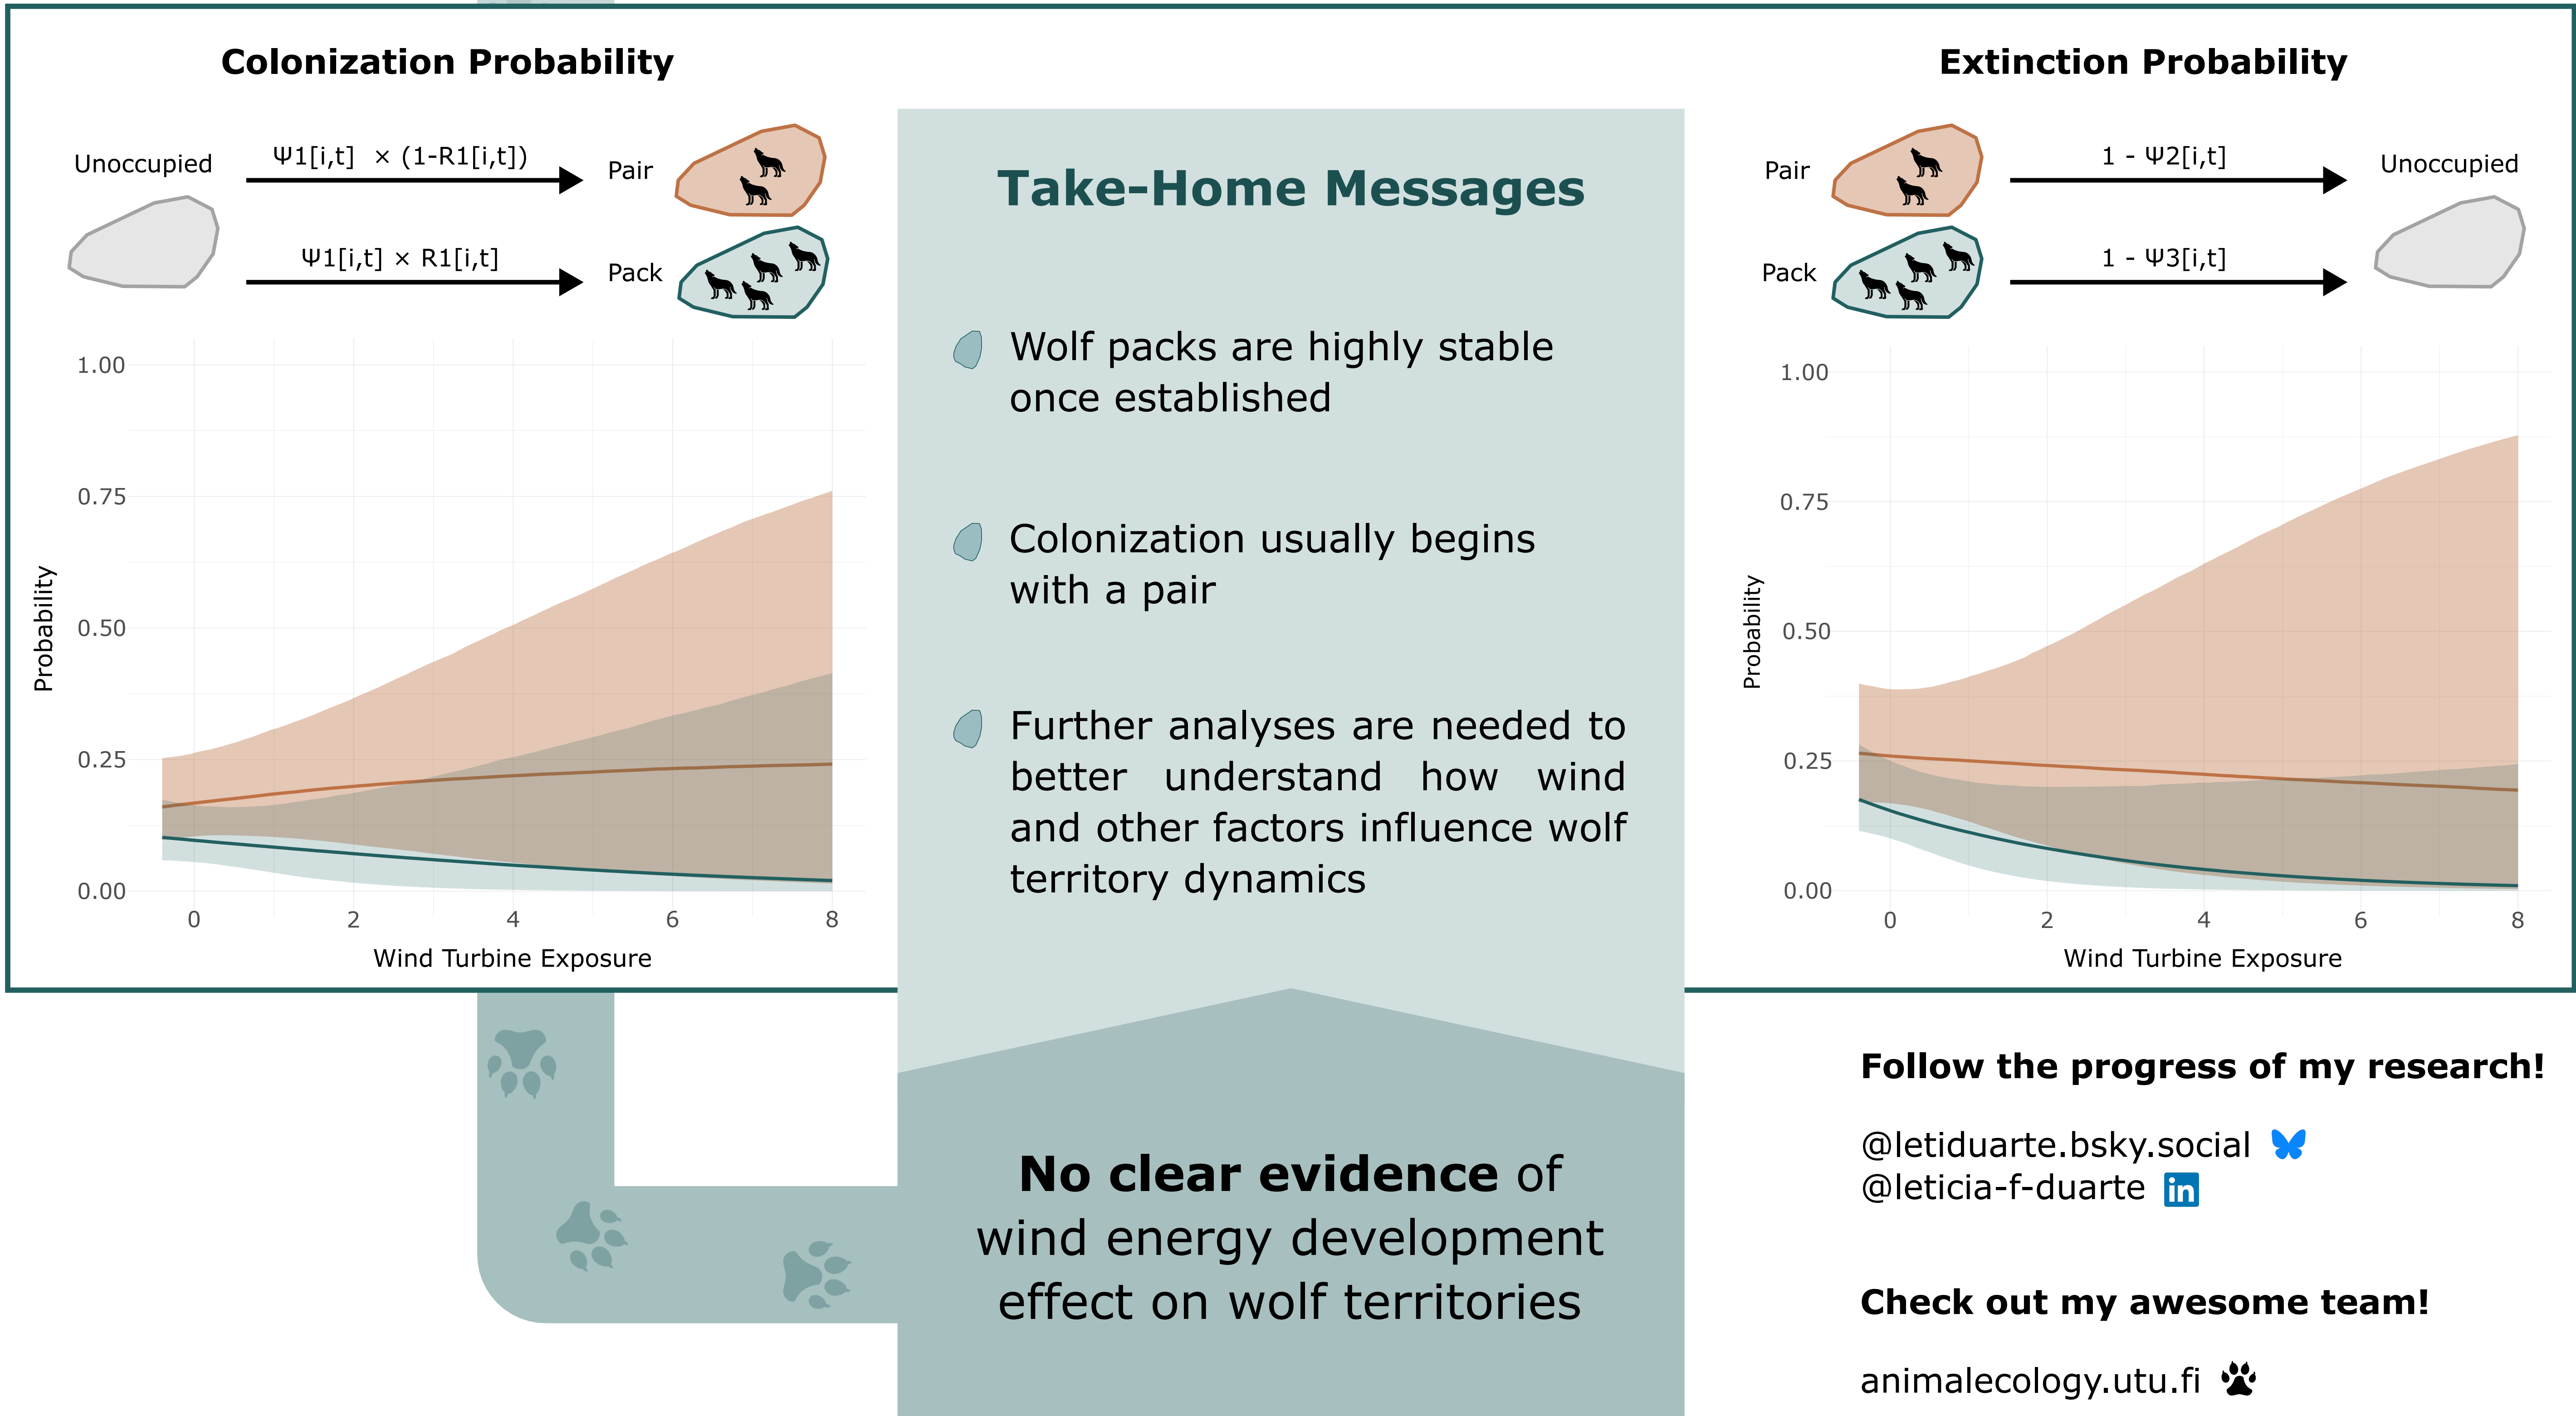 Colonization Probability
Unoccupied
Ψ1[i,t] × (1-R1[i,t])
Pair
Ψ1[i,t] × R1[i,t]
Pack
1.00
0.75
0.50
0.25
0.00
Probability
0 2 4 6 8
Wind Turbine Exposure
Take-Home Messages
Wolf packs are highly stable
once established
Colonization usually begins
with a pair
Further analyses are needed to
better understand how wind
and other factors influence wolf
territory dynamics
No clear evidence of
wind energy development
effect on wolf territories
Extinction Probability
Pair
1 - Ψ2[i,t]
Unoccupied
Pack
1 - Ψ3[i,t]
1.00
0.75
0.50
0.25
0.00
Probability
0 2 4 6 8
Wind Turbine Exposure
Follow the progress of my research!
@letiduarte.bsky.social
@leticia-f-duarte in
Check out my awesome team!
animalecology.utu.fi